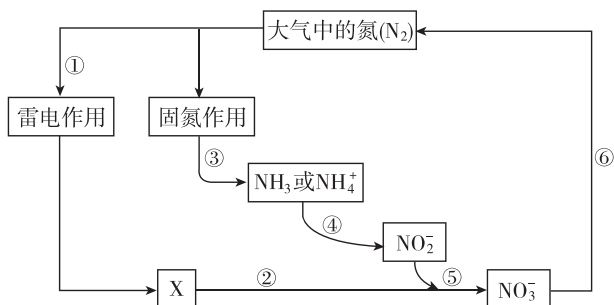 大气中的氮(N₂)
①
雷电作用
固氮作用
③
⑥
NH₃或NH₄⁺
④
NO₂⁻
X
②
⑤
NO₃⁻